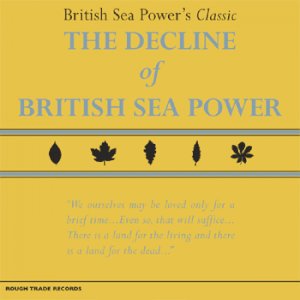 British Sea Power's Classic
THE DECLINE
of
BRITISH SEA POWER
"We ourselves may be loved only for a
brief time...Even so, that will suffice...
There is a land for the living and there
is a land for the dead..."
ROUGH TRADE RECORDS